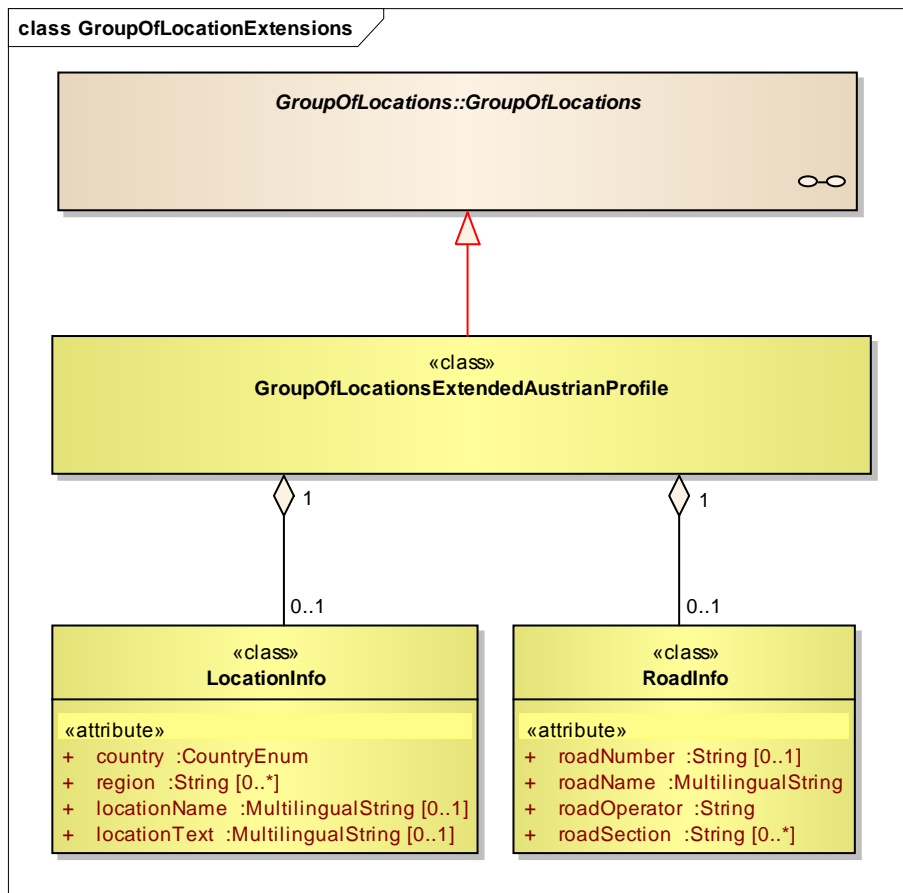 class GroupOfLocationExtensions
GroupOfLocations::GroupOfLocations
«class»
GroupOfLocationsExtendedAustrianProfile
1
1
0..1
0..1
«class»
LocationInfo
«attribute»
+ country :CountryEnum
+ region :String [0..*]
+ locationName :MultilingualString [0..1]
+ locationText :MultilingualString [0..1]
«class»
RoadInfo
«attribute»
+ roadNumber :String [0..1]
+ roadName :MultilingualString
+ roadOperator :String
+ roadSection :String [0..*]